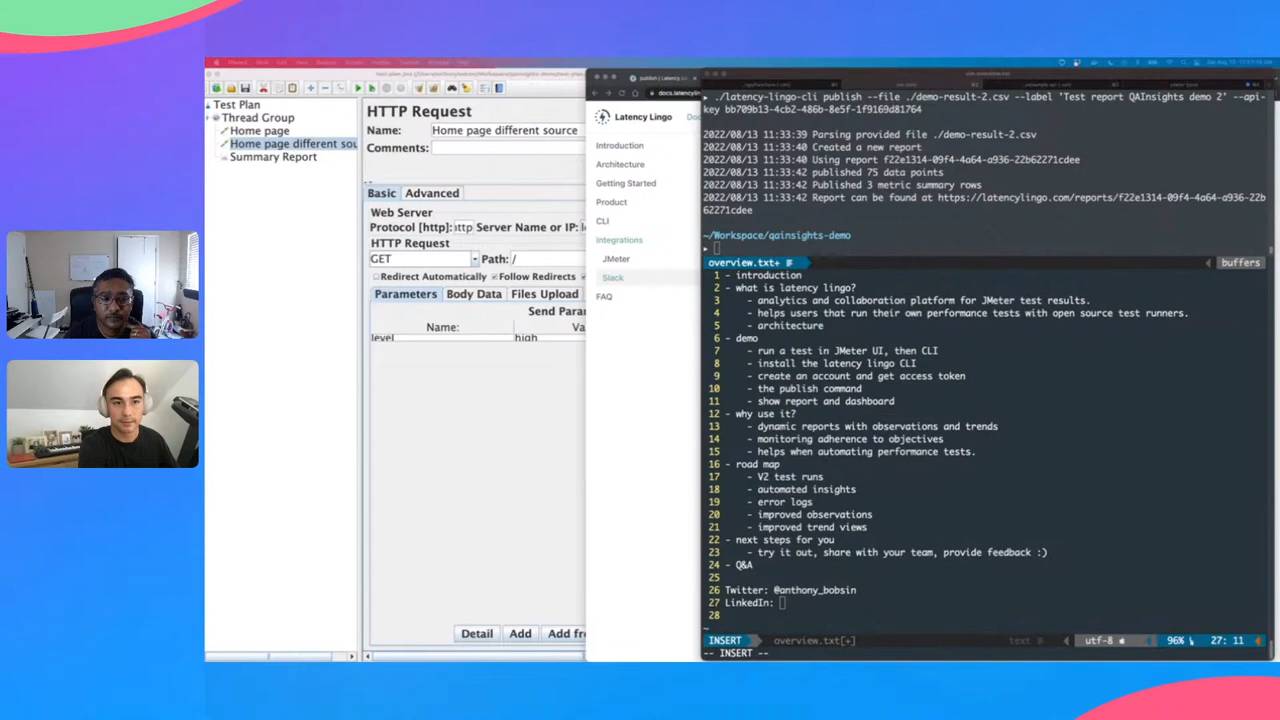 Test Plan
Thread Group
Home page
Home page different sou
Summary Report
HTTP Request
Name: Home page different source
Comments:
Basic Advanced
Web Server
Protocol [http]: http Server Name or IP:
HTTP Request
GET Path: /
Redirect Automatically Follow Redirects
Parameters Body Data Files Upload
Send Para
Name: Va
level high
Detail Add Add fr
publish | Latency
docs.latencylin
Latency Lingo Do
Introduction
Architecture
Getting Started
Product
CLI
Integrations
JMeter
Slack
FAQ
./latency-lingo-cli publish --file ./demo-result-2.csv --label 'Test report QAInsights demo 2' --api-
key bb709b13-4cb2-486b-8e5f-1f9169d81764
2022/08/13 11:33:39 Parsing provided file ./demo-result-2.csv
2022/08/13 11:33:40 Created a new report
2022/08/13 11:33:40 Using report f22e1314-09f4-4a64-a936-22b62271cdee
2022/08/13 11:33:42 published 75 data points
2022/08/13 11:33:42 Published 3 metric summary rows
2022/08/13 11:33:42 Report can be found at https://latencylingo.com/reports/f22e1314-09f4-4a64-a936-22b
62271cdee
~/Workspace/qainsights-demo
overview.txt+ buffers
1 - introduction
2 - what is latency lingo?
3 - analytics and collaboration platform for JMeter test results.
4 - helps users that run their own performance tests with open source test runners.
5 - architecture
6 - demo
7 - run a test in JMeter UI, then CLI
8 - install the latency lingo CLI
9 - create an account and get access token
10 - the publish command
11 - show report and dashboard
12 - why use it?
13 - dynamic reports with observations and trends
14 - monitoring adherence to objectives
15 - helps when automating performance tests.
16 - road map
17 - V2 test runs
18 - automated insights
19 - error logs
20 - improved observations
21 - improved trend views
22 - next steps for you
23 - try it out, share with your team, provide feedback :)
24 - Q&A
25
26 Twitter: @anthony_bobsin
27 LinkedIn:
28
~
INSERT overview.txt[+] text utf-8 96% 27: 11
-- INSERT --